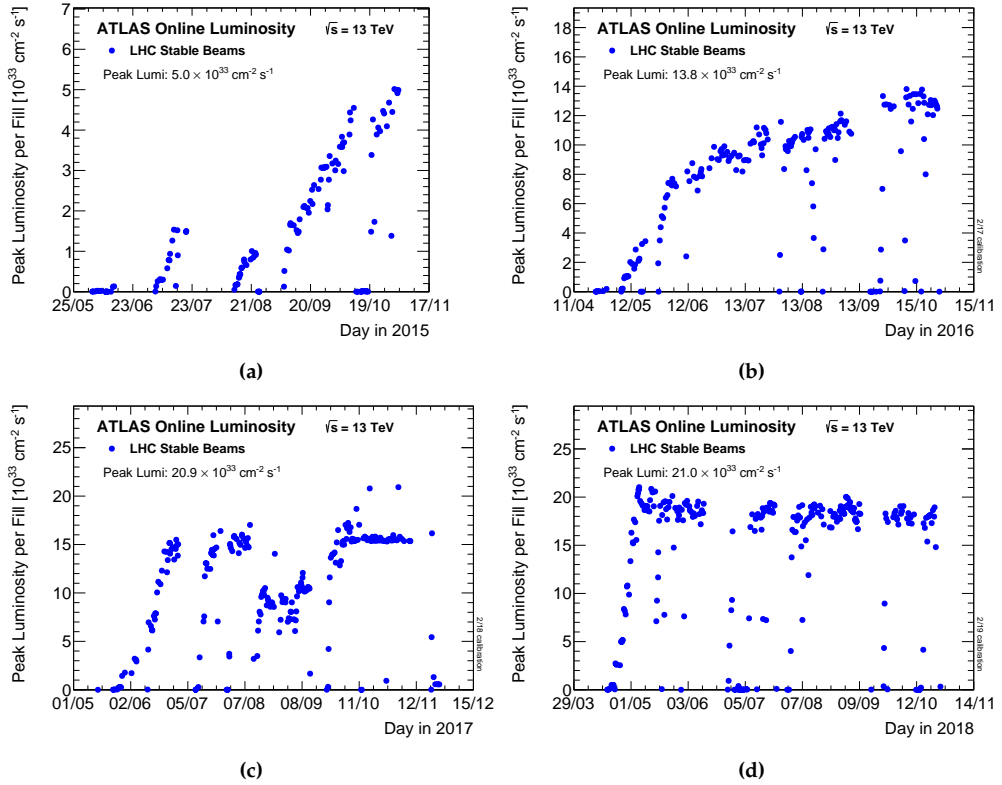 ATLAS Online Luminosity √s = 13 TeV
LHC Stable Beams
Peak Lumi: 5.0 × 10³³ cm⁻² s⁻¹
Peak Luminosity per Fill [10³³ cm⁻² s⁻¹]
7
6
5
4
3
2
1
0
25/05 23/06 23/07 21/08 20/09 19/10 17/11
Day in 2015
(a)
ATLAS Online Luminosity √s = 13 TeV
LHC Stable Beams
Peak Lumi: 13.8 × 10³³ cm⁻² s⁻¹
Peak Luminosity per Fill [10³³ cm⁻² s⁻¹]
18
16
14
12
10
8
6
4
2
0
11/04 12/05 12/06 13/07 13/08 14/09 15/10 15/11
Day in 2016
2/17 calibration
(b)
ATLAS Online Luminosity √s = 13 TeV
LHC Stable Beams
Peak Lumi: 20.9 × 10³³ cm⁻² s⁻¹
Peak Luminosity per Fill [10³³ cm⁻² s⁻¹]
25
20
15
10
5
0
01/05 02/06 05/07 07/08 08/09 11/10 12/11 15/12
Day in 2017
2/18 calibration
(c)
ATLAS Online Luminosity √s = 13 TeV
LHC Stable Beams
Peak Lumi: 21.0 × 10³³ cm⁻² s⁻¹
Peak Luminosity per Fill [10³³ cm⁻² s⁻¹]
25
20
15
10
5
0
29/03 01/05 03/06 05/07 07/08 09/09 12/10 14/11
Day in 2018
2/19 calibration
(d)